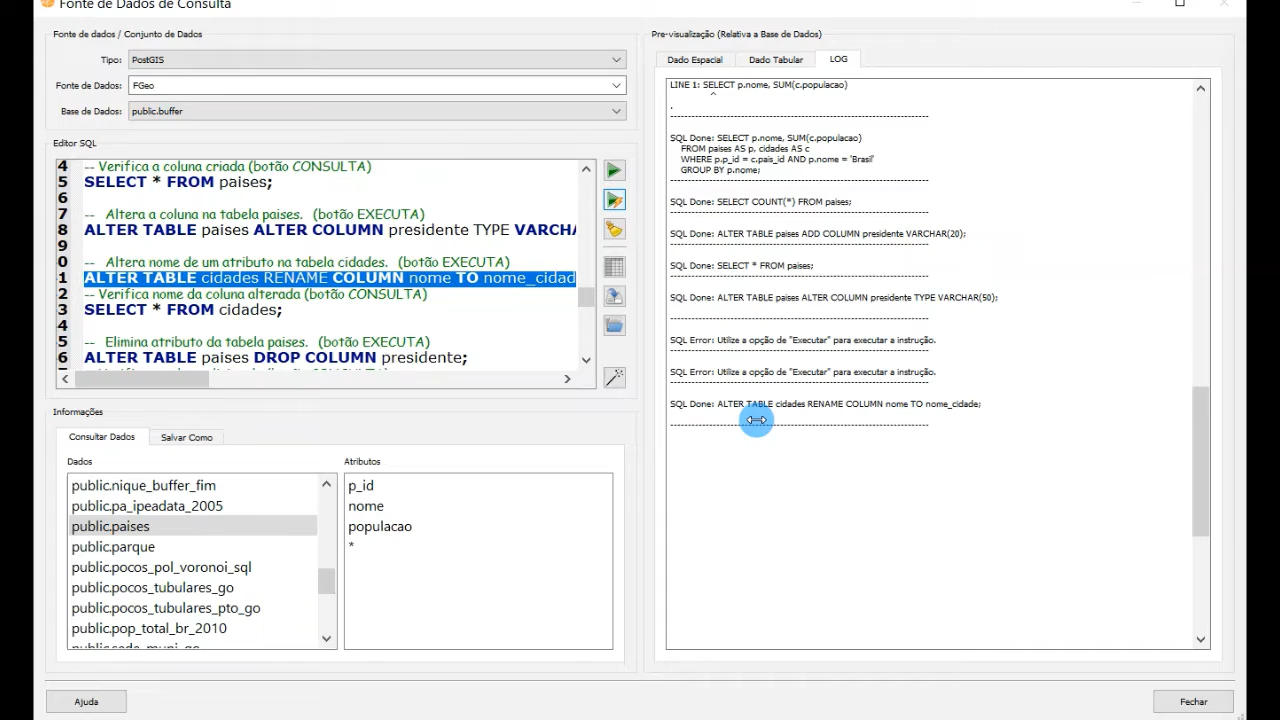 Fonte de Dados de Consulta
Fonte de dados / Conjunto de Dados
Tipo: PostGIS
Fonte de Dados: FGeo
Base de Dados: public.buffer
Editor SQL
4 -- Verifica a coluna criada (botão CONSULTA)
5 SELECT * FROM paises;
6
7 -- Altera a coluna na tabela paises. (botão EXECUTA)
8 ALTER TABLE paises ALTER COLUMN presidente TYPE VARCHA
9
0 -- Altera nome de um atributo na tabela cidades. (botão EXECUTA)
1 ALTER TABLE cidades RENAME COLUMN nome TO nome_cidad
2 -- Verifica nome da coluna alterada (botão CONSULTA)
3 SELECT * FROM cidades;
4
5 -- Elimina atributo da tabela paises. (botão EXECUTA)
6 ALTER TABLE paises DROP COLUMN presidente;
Informações
Consultar Dados Salvar Como
Dados
public.nique_buffer_fim
public.pa_ipeadata_2005
public.paises
public.parque
public.pocos_pol_voronoi_sql
public.pocos_tubulares_go
public.pocos_tubulares_pto_go
public.pop_total_br_2010
Atributos
p_id
nome
populacao
*
Pre-visualização (Relativa a Base de Dados)
Dado Espacial Dado Tabular LOG
LINE 1: SELECT p.nome, SUM(c.populacao)
^
.
--------------------------------------------------------------------------------
SQL Done: SELECT p.nome, SUM(c.populacao)
FROM paises AS p, cidades AS c
WHERE p.p_id = c.pais_id AND p.nome = 'Brasil'
GROUP BY p.nome;
--------------------------------------------------------------------------------
SQL Done: SELECT COUNT(*) FROM paises;
--------------------------------------------------------------------------------
SQL Done: ALTER TABLE paises ADD COLUMN presidente VARCHAR(20);
--------------------------------------------------------------------------------
SQL Done: SELECT * FROM paises;
--------------------------------------------------------------------------------
SQL Done: ALTER TABLE paises ALTER COLUMN presidente TYPE VARCHAR(50);
--------------------------------------------------------------------------------
SQL Error: Utilize a opção de "Executar" para executar a instrução.
--------------------------------------------------------------------------------
SQL Error: Utilize a opção de "Executar" para executar a instrução.
--------------------------------------------------------------------------------
SQL Done: ALTER TABLE cidades RENAME COLUMN nome TO nome_cidade;
--------------------------------------------------------------------------------
Ajuda
Fechar